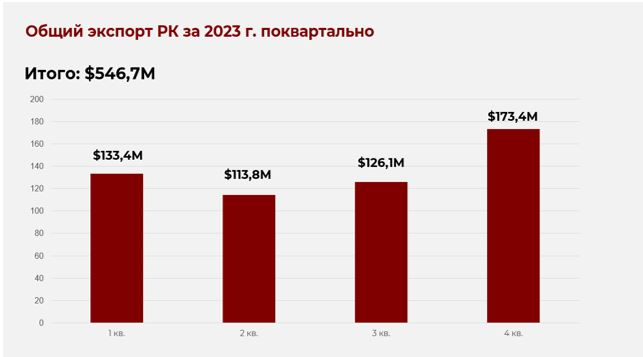 Общий экспорт РК за 2023 г. поквартально
Итого: $546,7M
200
180
160
140
120
100
80
60
40
20
0
$133,4M
$113,8M
$126,1M
$173,4M
1 кв.
2 кв.
3 кв.
4 кв.